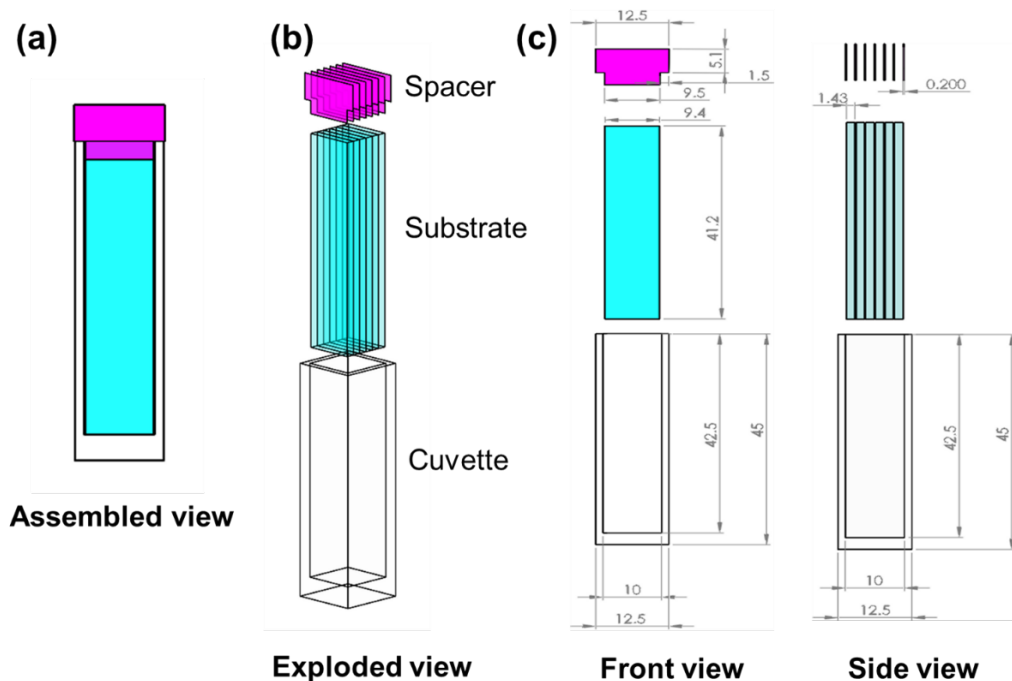 (a)
(b)
(c)
Spacer
Substrate
Cuvette
Assembled view
Exploded view
12.5
5.1
1.5
9.5
9.4
41.2
42.5
45
10
12.5
Front view
0.200
1.43
42.5
45
10
12.5
Side view